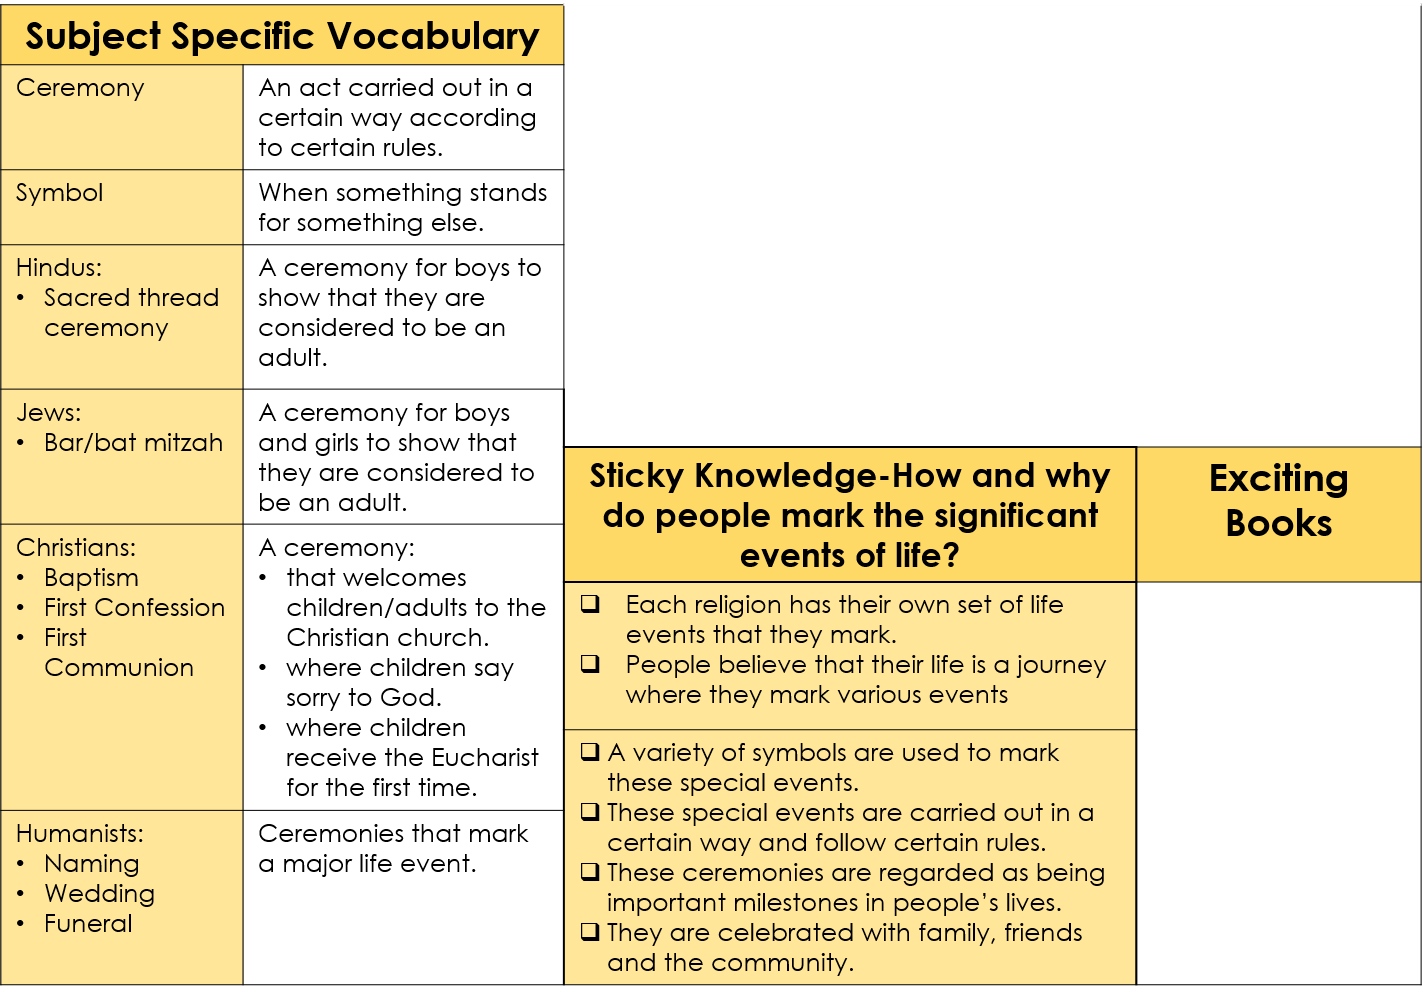 Subject Specific Vocabulary
Ceremony
An act carried out in a
certain way according
to certain rules.
Symbol
When something stands
for something else.
Hindus:
• Sacred thread
ceremony
A ceremony for boys to
show that they are
considered to be an
adult.
Jews:
• Bar/bat mitzah
A ceremony for boys
and girls to show that
they are considered to
be an adult.
Christians:
• Baptism
• First Confession
• First
Communion
A ceremony:
• that welcomes
children/adults to the
Christian church.
• where children say
sorry to God.
• where children
receive the Eucharist
for the first time.
Humanists:
• Naming
• Wedding
• Funeral
Ceremonies that mark
a major life event.
Sticky Knowledge-How and why
do people mark the significant
events of life?
❑ Each religion has their own set of life
events that they mark.
❑ People believe that their life is a journey
where they mark various events
❑ A variety of symbols are used to mark
these special events.
❑ These special events are carried out in a
certain way and follow certain rules.
❑ These ceremonies are regarded as being
important milestones in people’s lives.
❑ They are celebrated with family, friends
and the community.
Exciting
Books